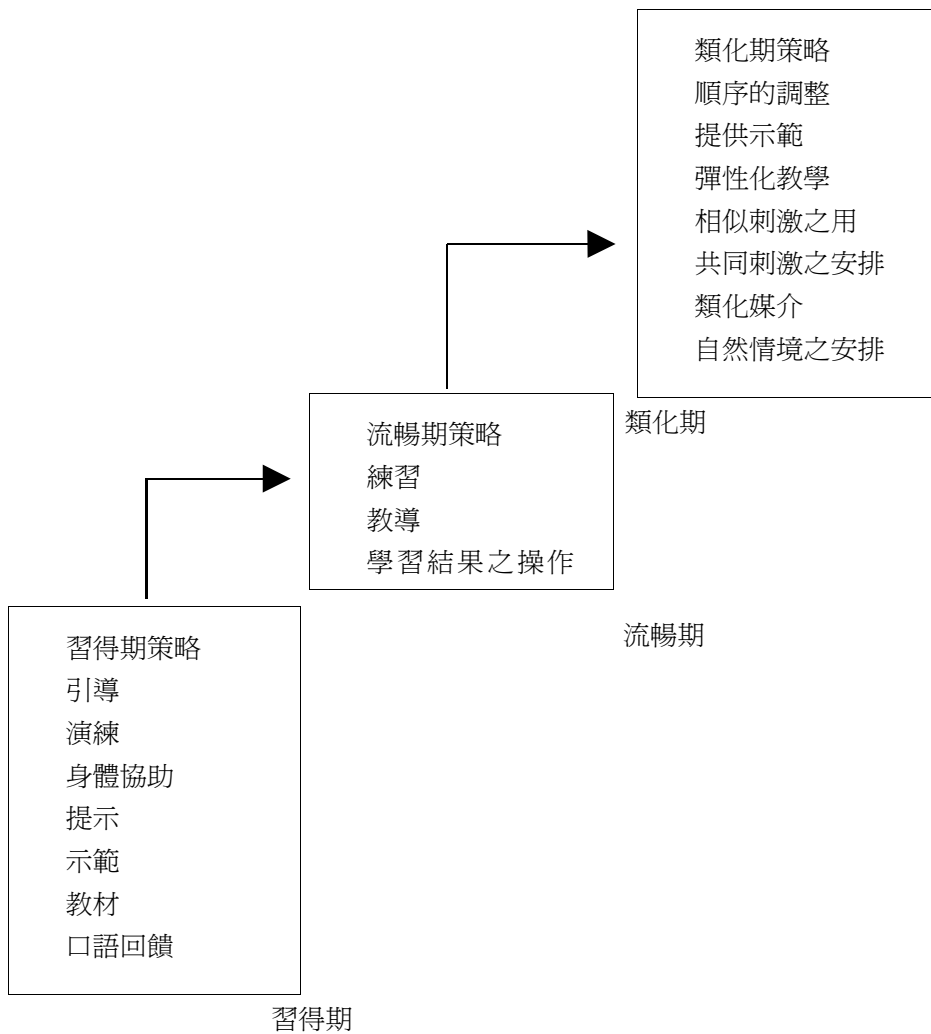 類化期策略
順序的調整
提供示範
彈性化教學
相似刺激之用
共同刺激之安排
類化媒介
自然情境之安排
類化期
流暢期策略
練習
教導
學習結果之操作
流暢期
習得期策略
引導
演練
身體協助
提示
示範
教材
口語回饋
習得期